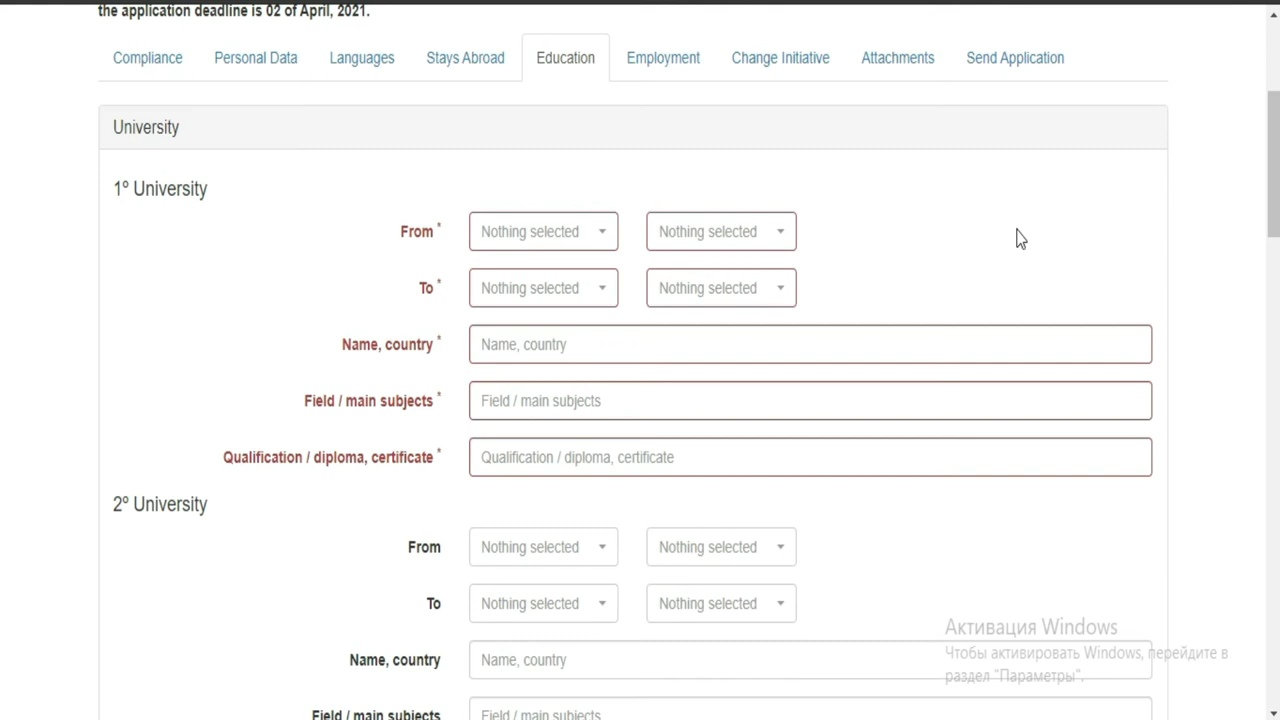 the application deadline is 02 of April, 2021.
Compliance Personal Data Languages Stays Abroad Education Employment Change Initiative Attachments Send Application
University
1º University
From * Nothing selected Nothing selected
To * Nothing selected Nothing selected
Name, country * Name, country
Field / main subjects * Field / main subjects
Qualification / diploma, certificate * Qualification / diploma, certificate
2º University
From Nothing selected Nothing selected
To Nothing selected Nothing selected
Активация Windows
Name, country Name, country
Чтобы активировать Windows, перейдите в
раздел "Параметры".
Field / main subjects Field / main subjects